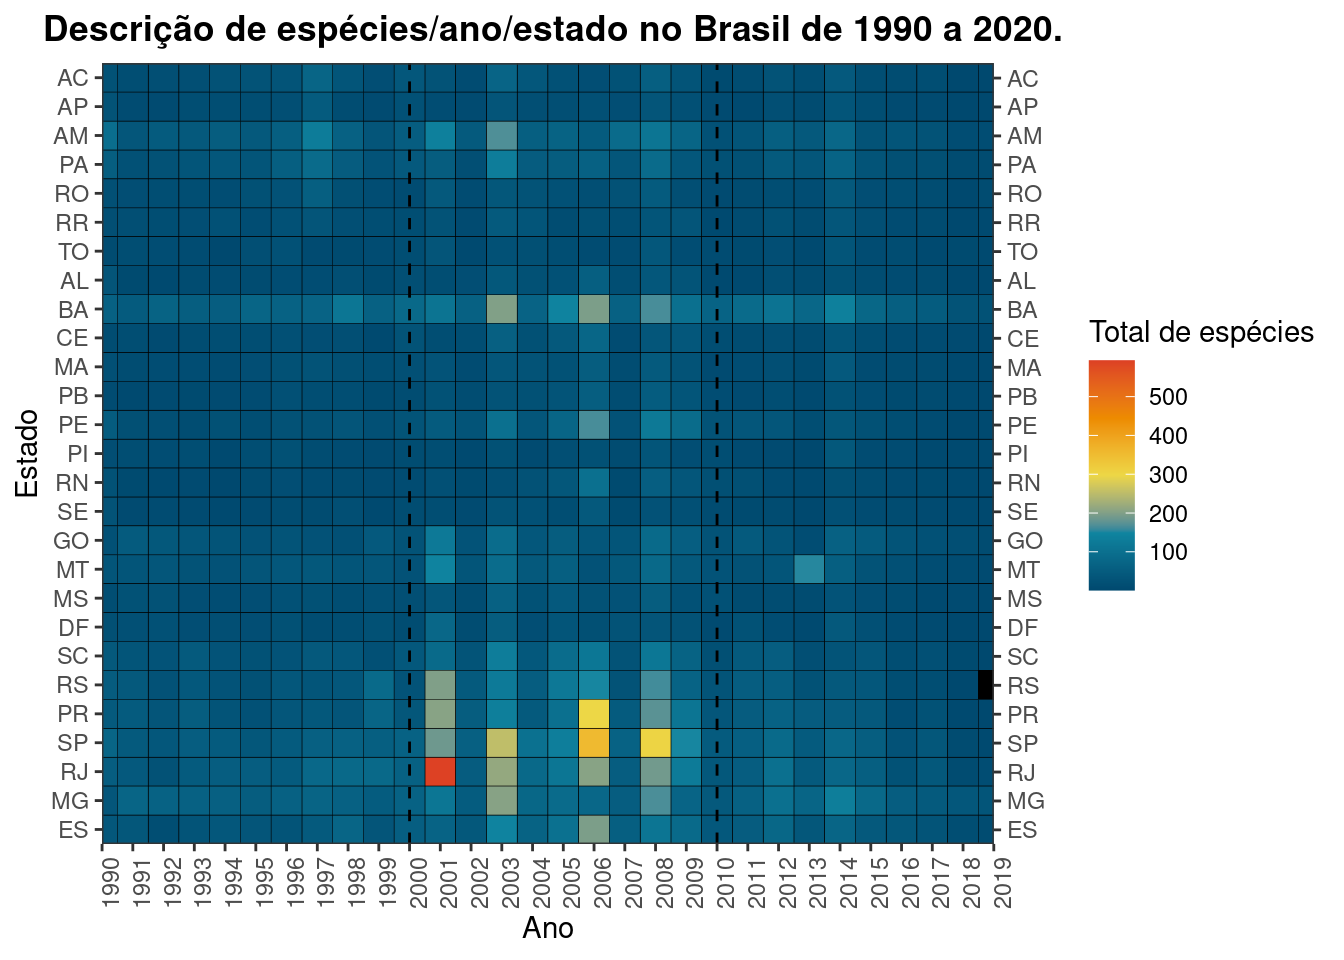 Descrição de espécies/ano/estado no Brasil de 1990 a 2020.
AC AC
AP AP
AM AM
PA PA
RO RO
RR RR
TO TO
AL AL
BA BA
CE CE
MA MA
PB PB
PE PE
PI PI
RN RN
SE SE
GO GO
MT MT
MS MS
DF DF
SC SC
RS RS
PR PR
SP SP
RJ RJ
MG MG
ES ES
Estado
1990 1991 1992 1993 1994 1995 1996 1997 1998 1999 2000 2001 2002 2003 2004 2005 2006 2007 2008 2009 2010 2011 2012 2013 2014 2015 2016 2017 2018 2019
Ano
Total de espécies
500
400
300
200
100